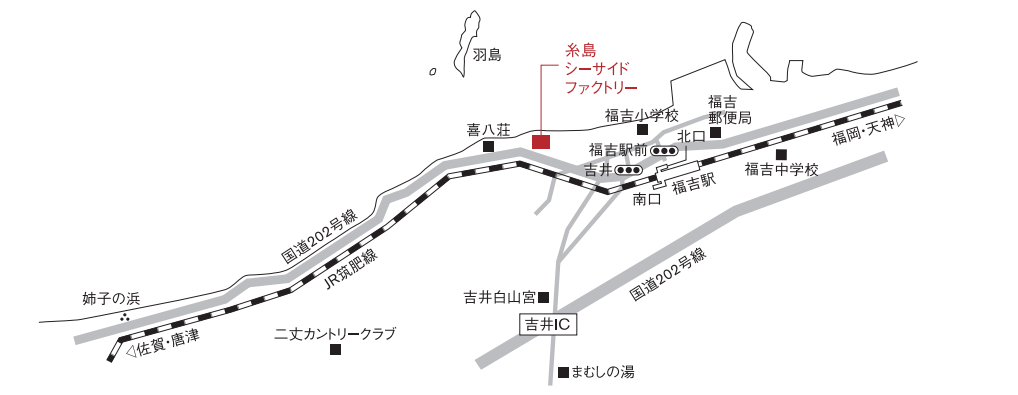 羽島
糸島
シーサイド
ファクトリー
福吉
郵便局
福吉小学校
喜八荘
北口
福岡・天神▷
福吉駅前
吉井
福吉中学校
福吉駅
南口
国道202号線
JR筑肥線
国道202号線
姉子の浜
吉井白山宮
吉井IC
二丈カントリークラブ
◁佐賀・唐津
まむしの湯